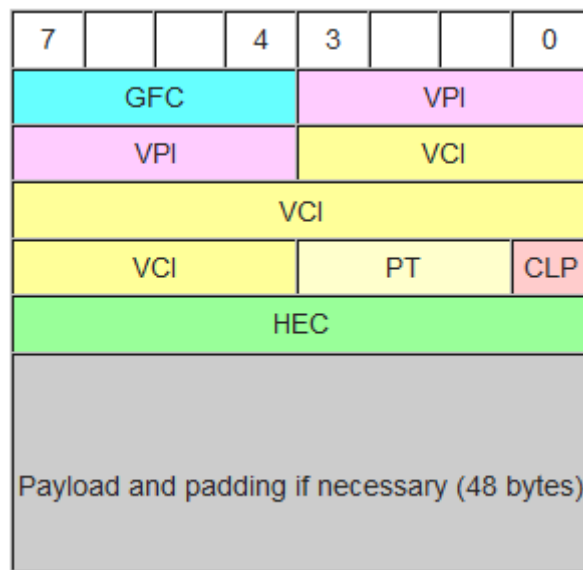 7 4 3 0
GFC VPI
VPI VCI
VCI
VCI PT CLP
HEC
Payload and padding if necessary (48 bytes)